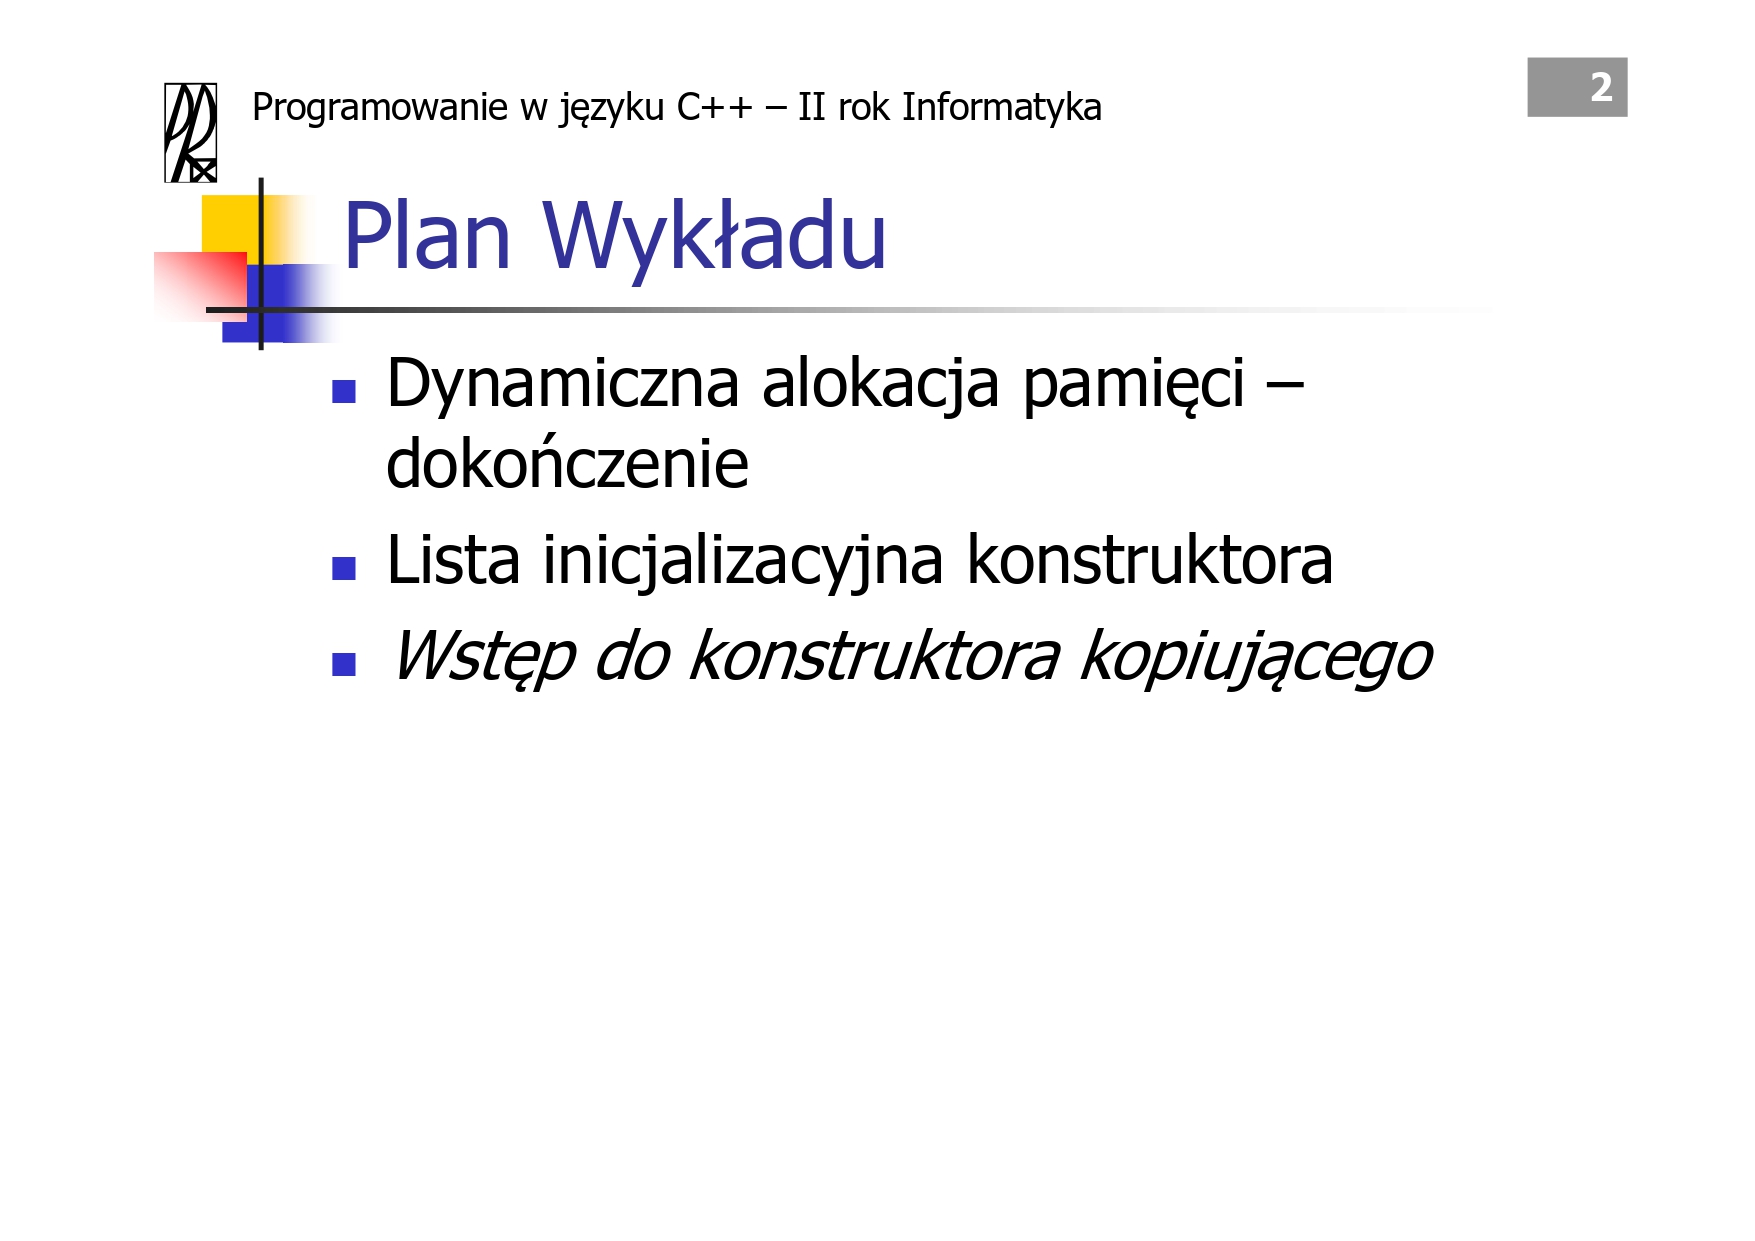 Programowanie w języku C++ – II rok Informatyka
2
Plan Wykładu
Dynamiczna alokacja pamięci –
dokończenie
Lista inicjalizacyjna konstruktora
Wstęp do konstruktora kopiującego